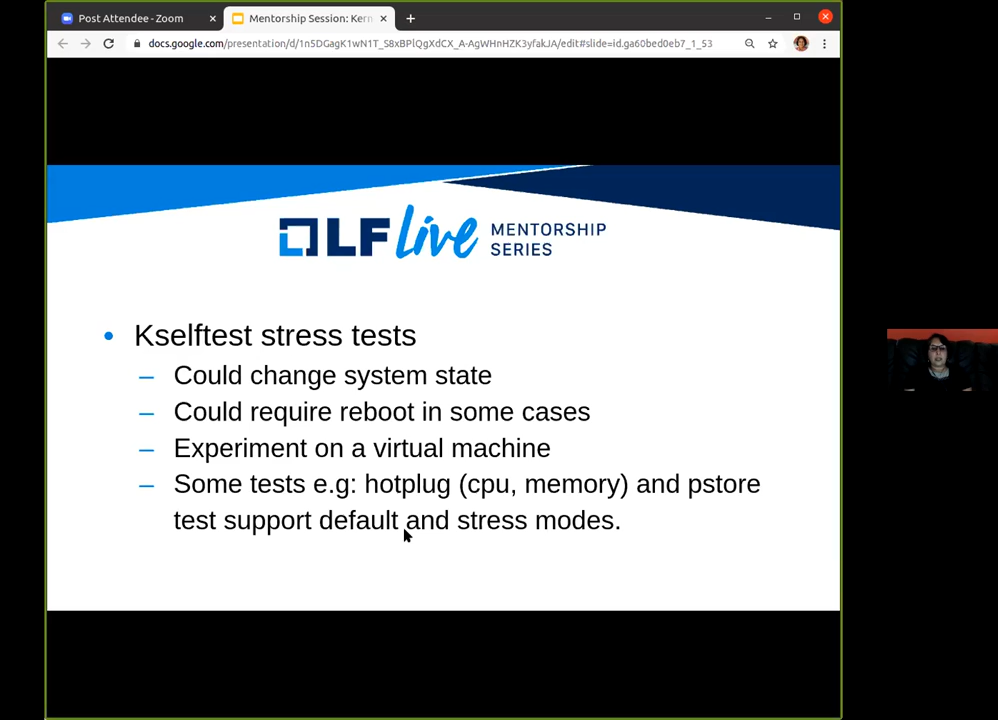 Post Attendee - Zoom
Mentorship Session: Kern
docs.google.com/presentation/d/1n5DGagK1wN1T_S8xBPlQgXdCX_A-AgWHnHZK3yfakJA/edit#slide=id.ga60bed0eb7_1_53
LF live MENTORSHIP
SERIES
• Kselftest stress tests
– Could change system state
– Could require reboot in some cases
– Experiment on a virtual machine
– Some tests e.g: hotplug (cpu, memory) and pstore
test support default and stress modes.